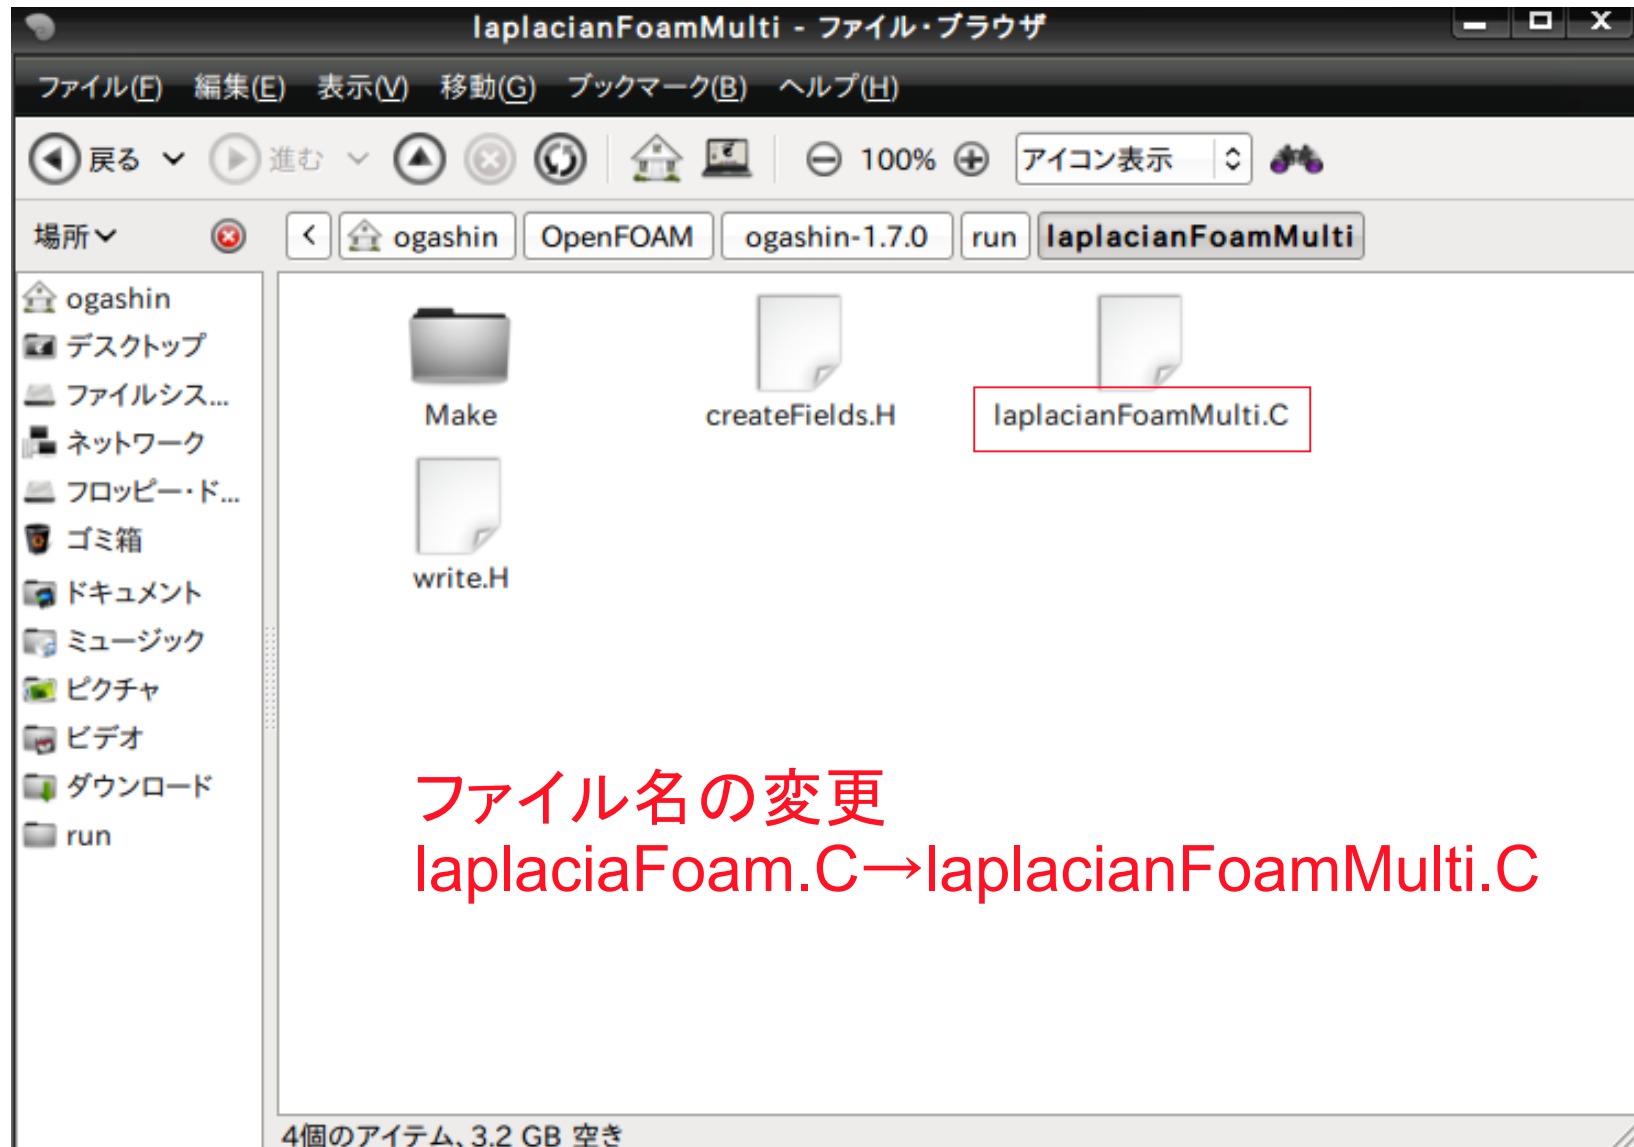 laplacianFoamMulti - ファイル・ブラウザ
ファイル(F) 編集(E) 表示(V) 移動(G) ブックマーク(B) ヘルプ(H)
戻る 進む 100% アイコン表示
場所 ogashin OpenFOAM ogashin-1.7.0 run laplacianFoamMulti
ogashin
デスクトップ
ファイルシス...
ネットワーク
フロッピー・ド...
ゴミ箱
ドキュメント
ミュージック
ピクチャ
ビデオ
ダウンロード
run
Make createFields.H laplacianFoamMulti.C
write.H
ファイル名の変更
laplaciaFoam.C→laplacianFoamMulti.C
4個のアイテム、3.2 GB 空き